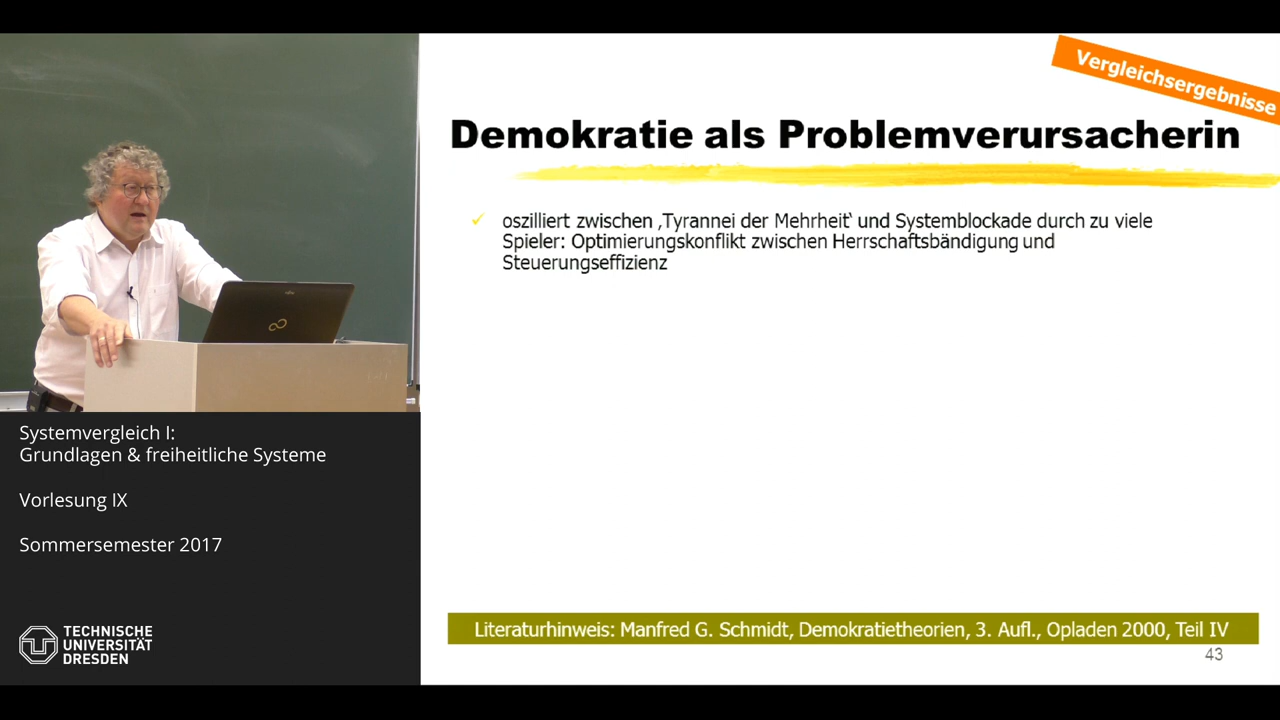 Vergleichsergebnisse
Demokratie als Problemverursacherin
✓ oszilliert zwischen ‚Tyrannei der Mehrheit‘ und Systemblockade durch zu viele
Spieler: Optimierungskonflikt zwischen Herrschaftsbändigung und
Steuerungseffizienz
Systemvergleich I:
Grundlagen & freiheitliche Systeme
Vorlesung IX
Sommersemester 2017
TECHNISCHE
UNIVERSITÄT
DRESDEN
Literaturhinweis: Manfred G. Schmidt, Demokratietheorien, 3. Aufl., Opladen 2000, Teil IV
43